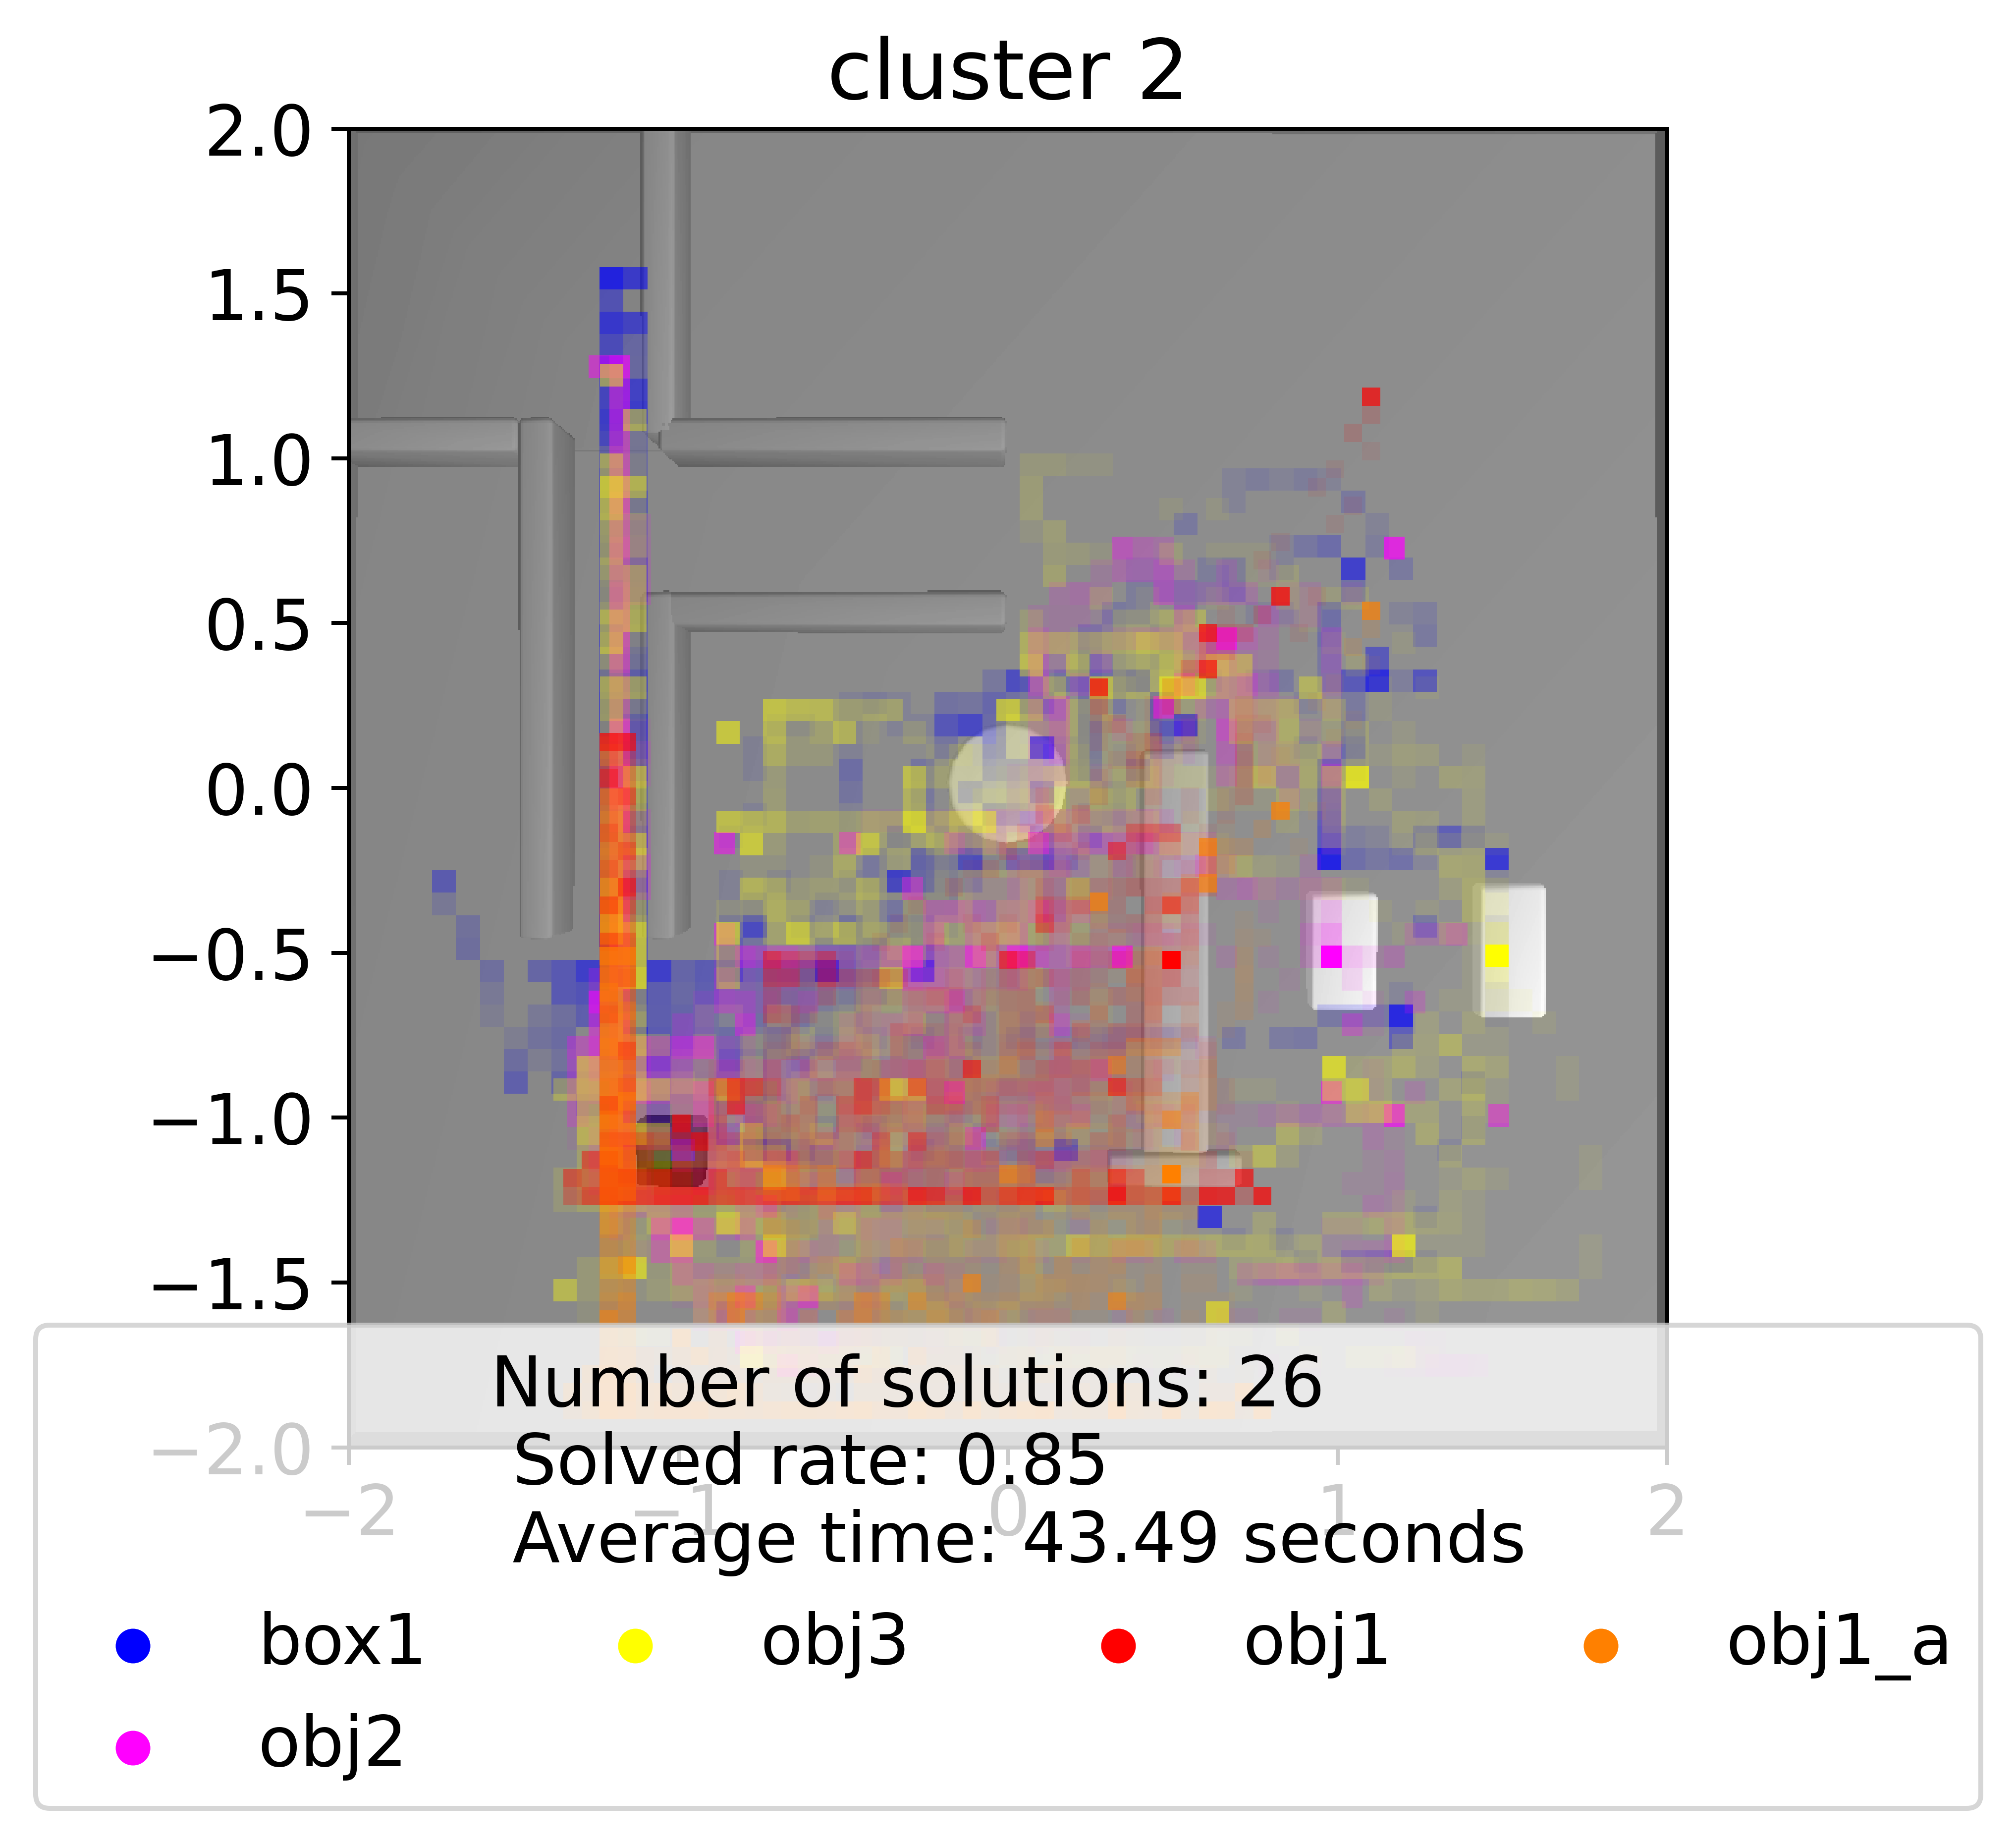 cluster 2
2.0
1.5
1.0
0.5
0.0
−0.5
−1.0
−1.5
−2.0
−2 −1 0 1 2
Number of solutions: 26
Solved rate: 0.85
Average time: 43.49 seconds
box1 obj3 obj1 obj1_a
obj2